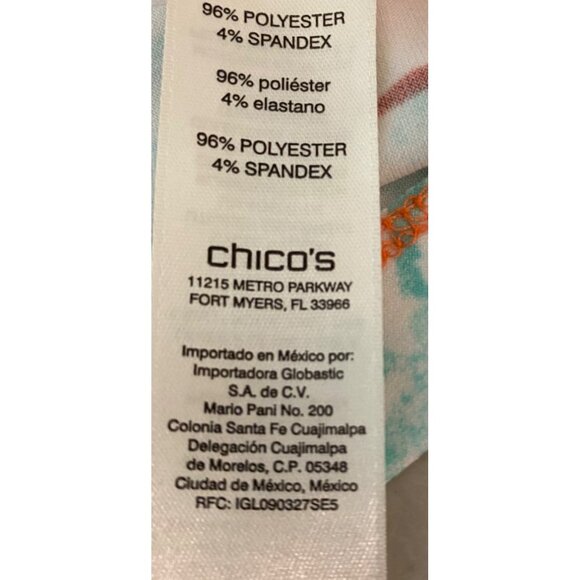 96% POLYESTER
4% SPANDEX
96% poliéster
4% elastano
96% POLYESTER
4% SPANDEX
chico's
11215 METRO PARKWAY
FORT MYERS, FL 33966
Importado en México por:
Importadora Globastic
S.A. de C.V.
Mario Pani No. 200
Colonia Santa Fe Cuajimalpa
Delegación Cuajimalpa
de Morelos, C.P. 05348
Ciudad de México, México
RFC: IGL090327SE5